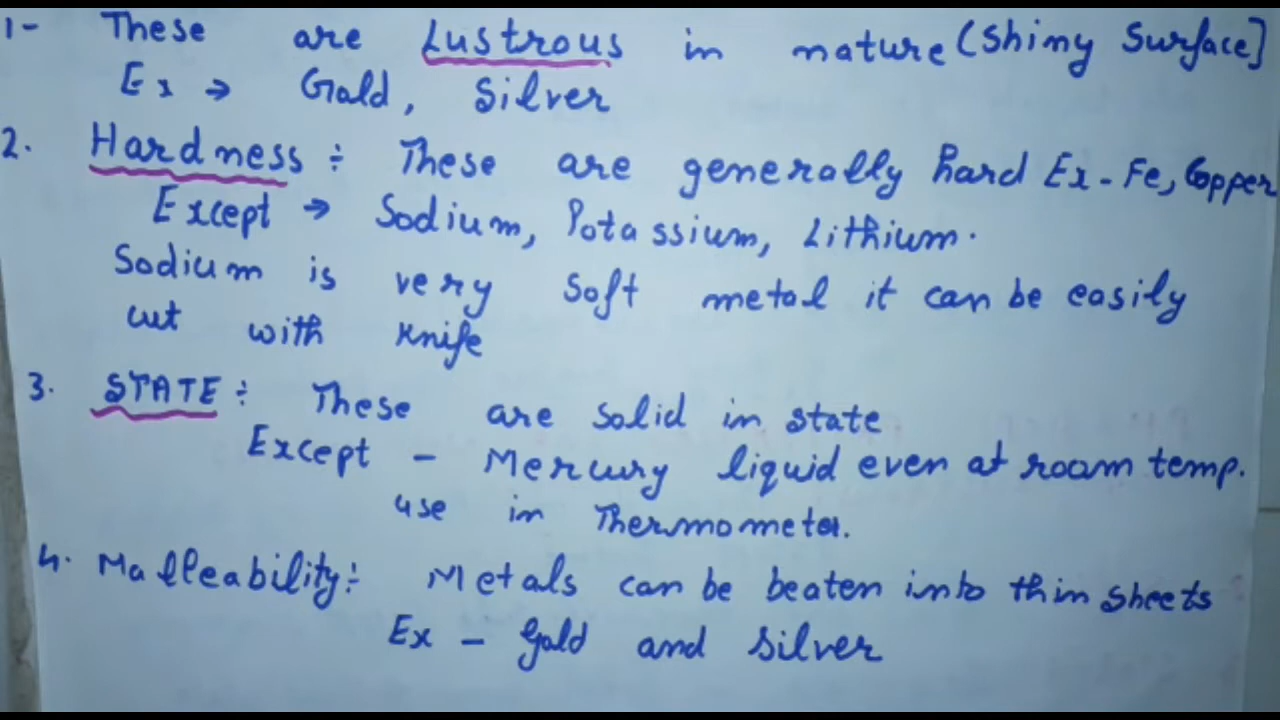 1- These are Lustrous in nature (Shiny Surface]
Ex → Gald, Silver
2. Hardness ÷ These are generally hard Ex - Fe, Copper
Except → Sodium, Potassium, Lithium.
Sodium is very soft metal it can be easily
cut with knife
3. STATE ÷ These are solid in state
Except - Mercury liquid even at roam temp.
use in Thermometer.
4. Malleability ÷ Metals can be beaten into thin sheets
Ex - Gald and Silver